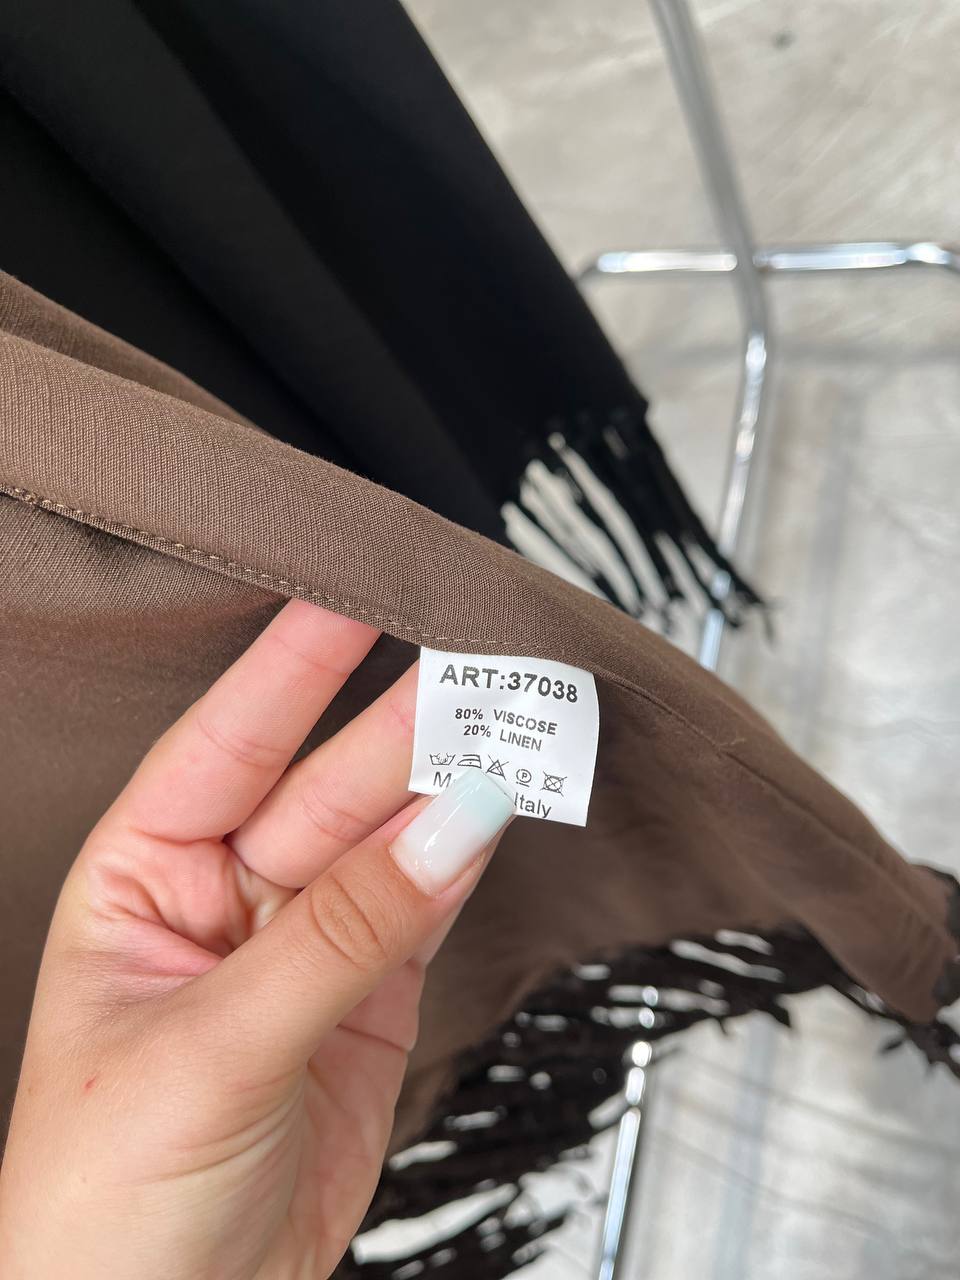 ART:37038
80% VISCOSE
20% LINEN
P
Italy